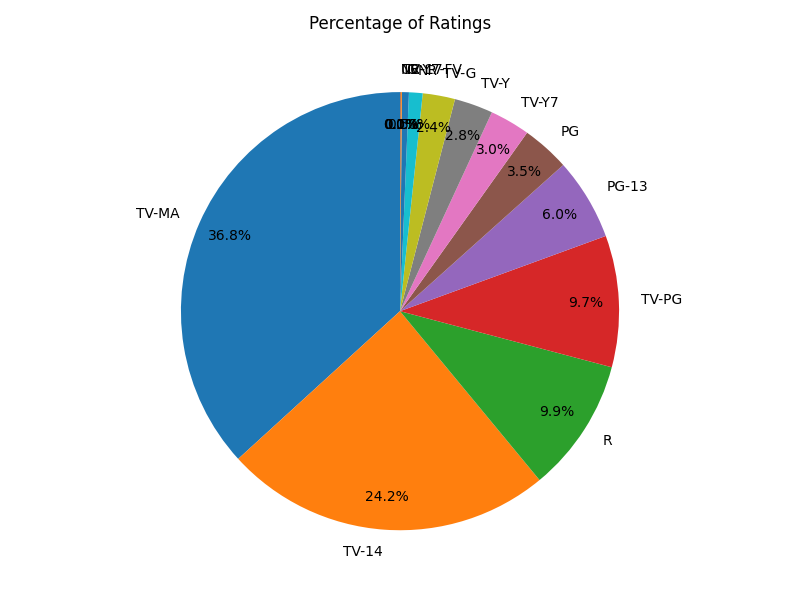 Percentage of Ratings
TV-G
TV-Y
TV-Y7
PG
PG-13
TV-PG
R
TV-14
TV-MA
2.4%
2.8%
3.0%
3.5%
6.0%
9.7%
9.9%
24.2%
36.8%